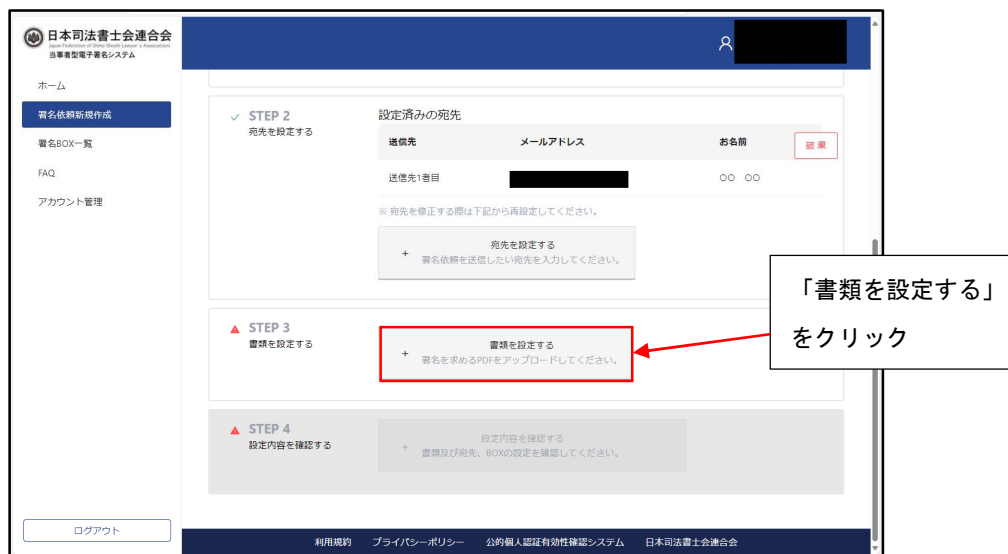 日本司法書士会連合会
Japan Federation of Shiho-Shoshi Lawyer's Associations
当事者型電子署名システム
ホーム
署名依頼新規作成
署名BOX一覧
FAQ
アカウント管理
ログアウト
STEP 2
宛先を設定する
設定済みの宛先
送信先 メールアドレス お名前
破棄
送信先1者目 ○○ ○○
※ 宛先を修正する際は下記から再設定してください。
+ 宛先を設定する
署名依頼を送信したい宛先を入力してください。
STEP 3
書類を設定する
+ 書類を設定する
署名を求めるPDFをアップロードしてください。
「書類を設定する」
をクリック
STEP 4
設定内容を確認する
+ 設定内容を確認する
書類及び宛先、BOXの設定を確認してください。
利用規約 プライバシーポリシー 公的個人認証有効性確認システム 日本司法書士会連合会